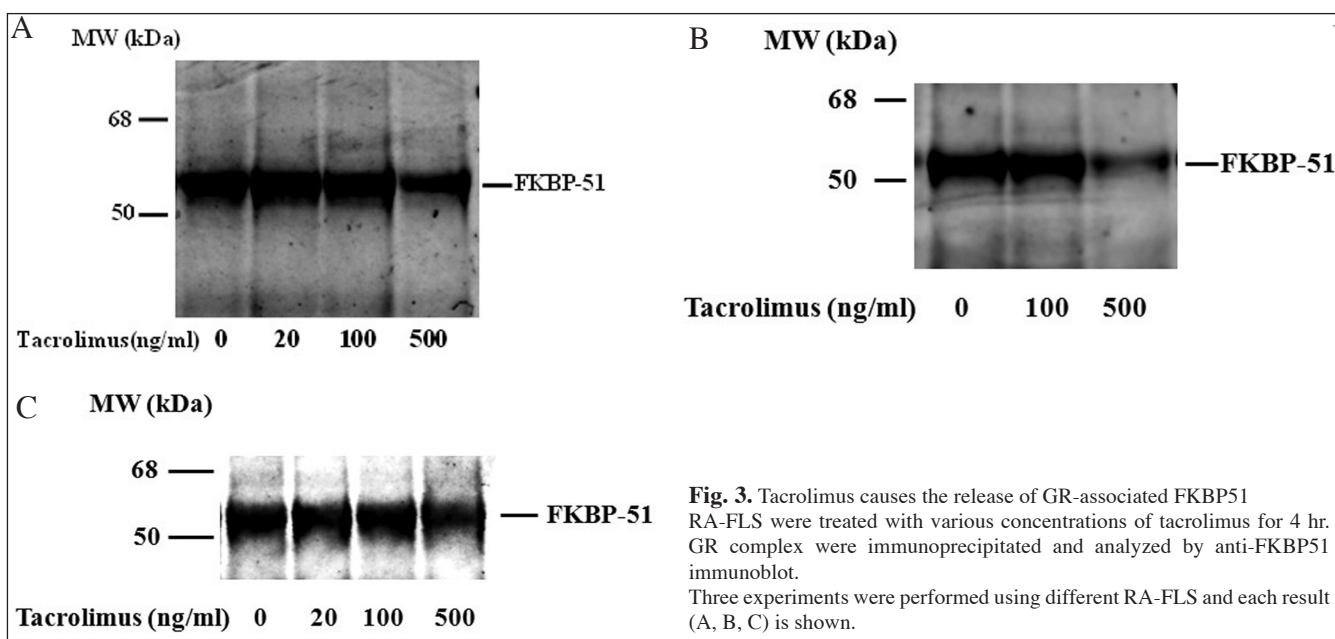 A
MW (kDa)
68
FKBP-51
50
Tacrolimus(ng/ml) 0 20 100 500
B
MW (kDa)
68
FKBP-51
50
Tacrolimus (ng/ml) 0 100 500
C
MW (kDa)
68
FKBP-51
50
Tacrolimus (ng/ml) 0 20 100 500
Fig. 3. Tacrolimus causes the release of GR-associated FKBP51
RA-FLS were treated with various concentrations of tacrolimus for 4 hr.
GR complex were immunoprecipitated and analyzed by anti-FKBP51
immunoblot.
Three experiments were performed using different RA-FLS and each result
(A, B, C) is shown.